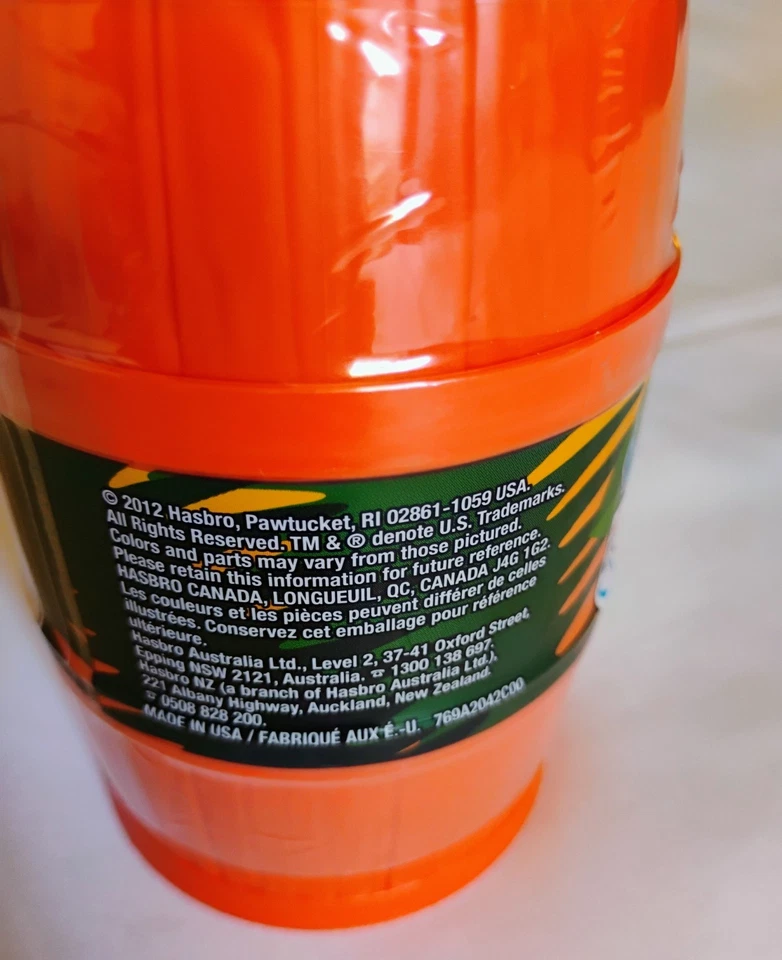 © 2012 Hasbro, Pawtucket, RI 02861-1059 USA.
All Rights Reserved. TM & ® denote U.S. Trademarks.
Colors and parts may vary from those pictured.
Please retain this information for future reference.
HASBRO CANADA, LONGUEUIL, QC, CANADA J4G 1G2.
Les couleurs et les pièces peuvent différer de celles
illustrées. Conservez cet emballage pour référence
ultérieure.
Hasbro Australia Ltd., Level 2, 37-41 Oxford Street,
Epping NSW 2121, Australia. ☎ 1300 138 697.
Hasbro NZ (a branch of Hasbro Australia Ltd.),
221 Albany Highway, Auckland, New Zealand.
☎ 0508 828 200.
MADE IN USA / FABRIQUÉ AUX É.-U. 769A2042C00